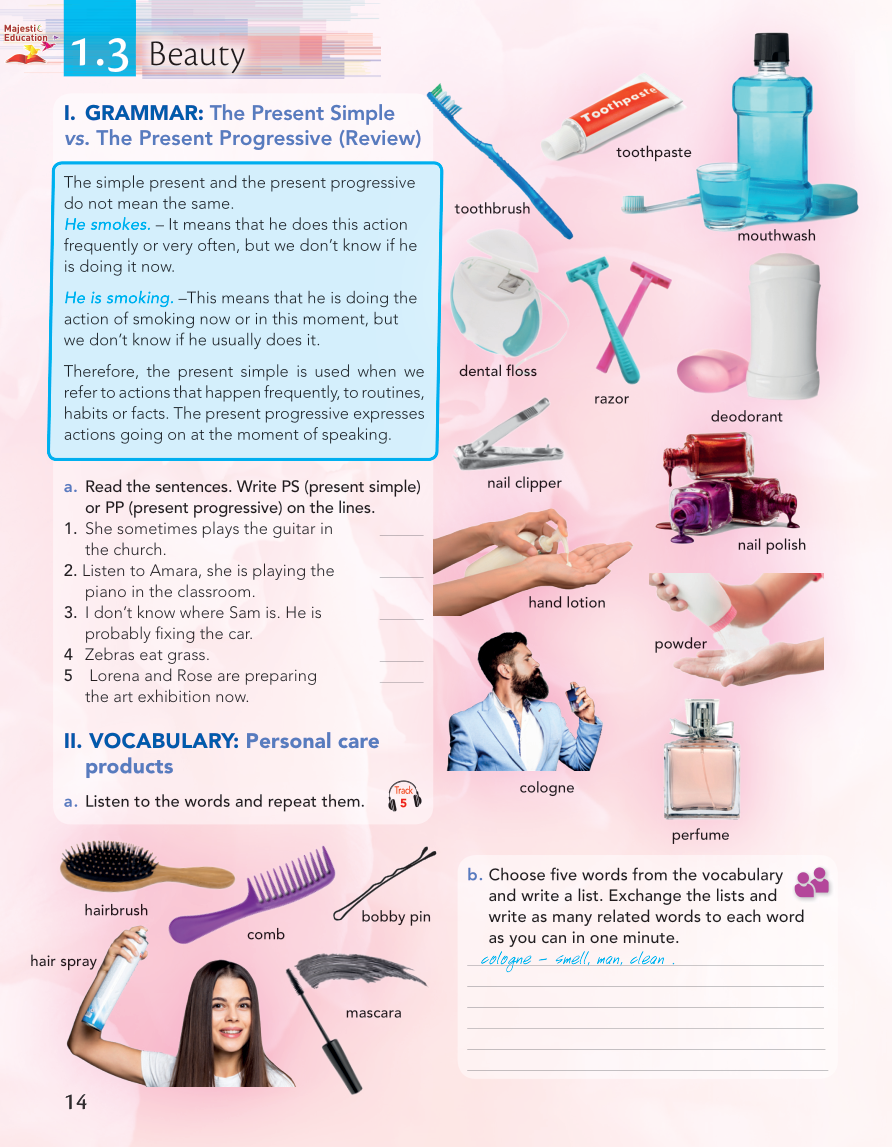 Majesti
Education
1.3 Beauty
I. GRAMMAR: The Present Simple
vs. The Present Progressive (Review)
The simple present and the present progressive
do not mean the same.
He smokes. – It means that he does this action
frequently or very often, but we don’t know if he
is doing it now.
He is smoking. –This means that he is doing the
action of smoking now or in this moment, but
we don’t know if he usually does it.
Therefore, the present simple is used when we
refer to actions that happen frequently, to routines,
habits or facts. The present progressive expresses
actions going on at the moment of speaking.
a. Read the sentences. Write PS (present simple)
or PP (present progressive) on the lines.
1. She sometimes plays the guitar in
the church.
2. Listen to Amara, she is playing the
piano in the classroom.
3. I don’t know where Sam is. He is
probably fixing the car.
4 Zebras eat grass.
5 Lorena and Rose are preparing
the art exhibition now.
II. VOCABULARY: Personal care
products
a. Listen to the words and repeat them.
Track
5
hairbrush
comb
bobby pin
hair spray
mascara
Toothpaste
toothpaste
toothbrush
mouthwash
dental floss
razor
deodorant
nail clipper
nail polish
hand lotion
powder
cologne
perfume
b. Choose five words from the vocabulary
and write a list. Exchange the lists and
write as many related words to each word
as you can in one minute.
cologne – smell, man, clean .
14